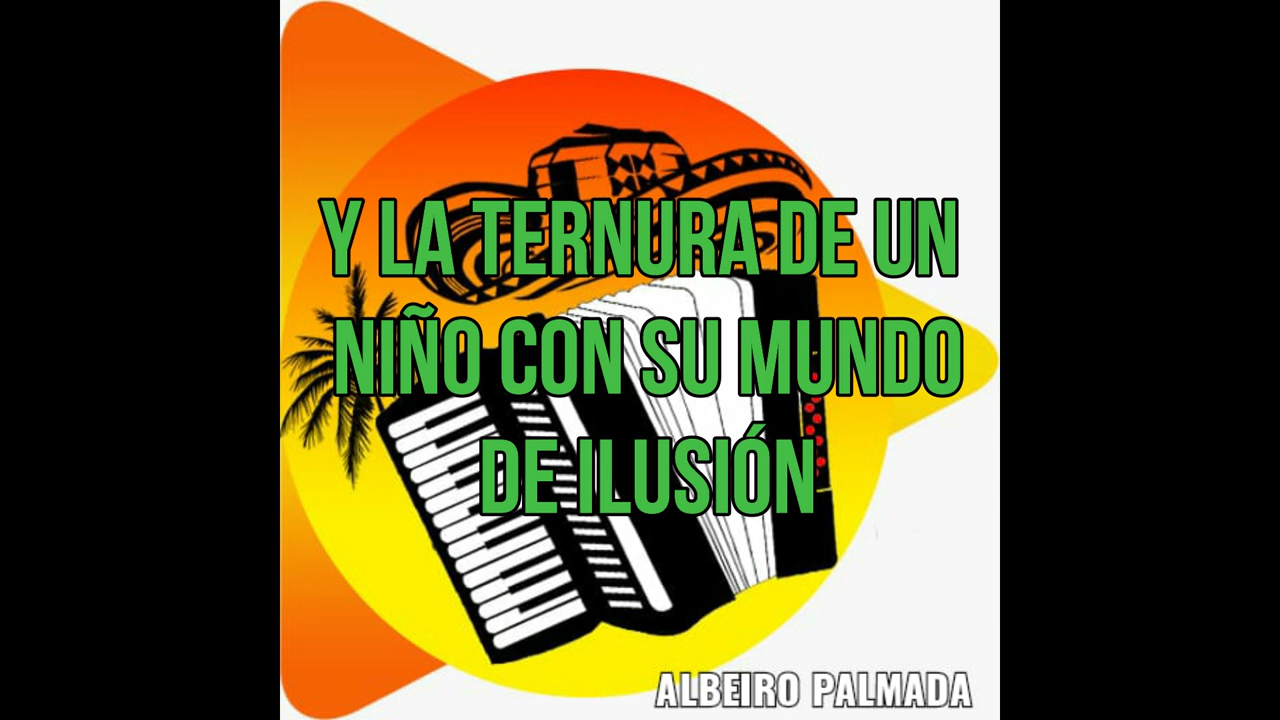 Y LA TERNURA DE UN
NIÑO CON SU MUNDO
DE ILUSIÓN
ALBEIRO PALMADA